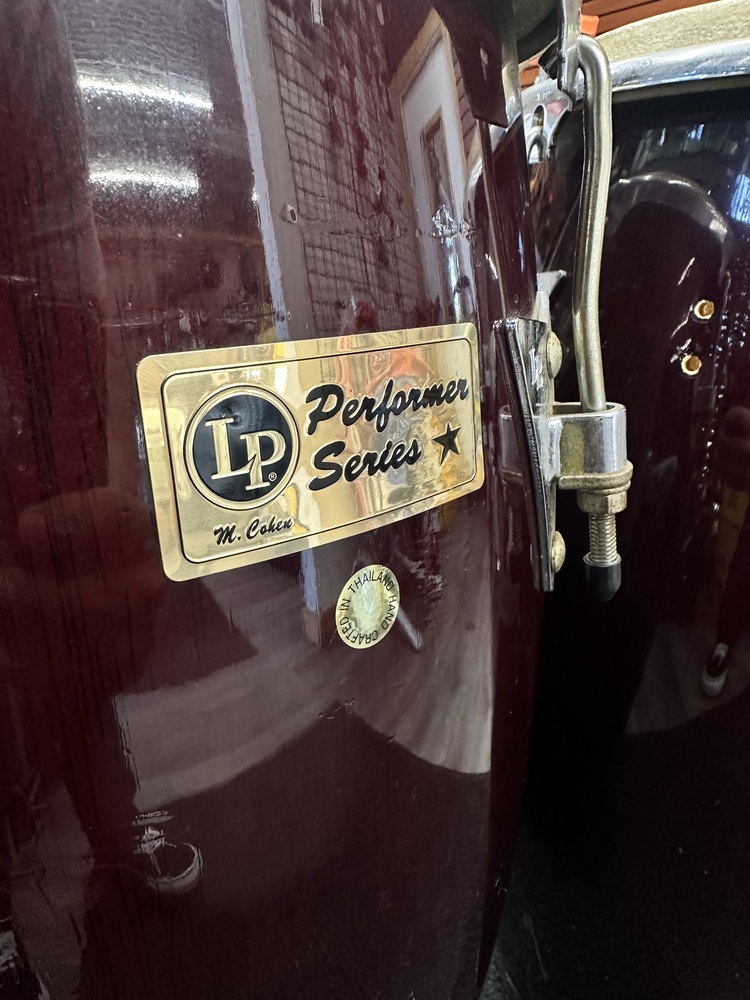 LP®
Performer
Series
M. Cohen
HAND CRAFTED IN THAILAND